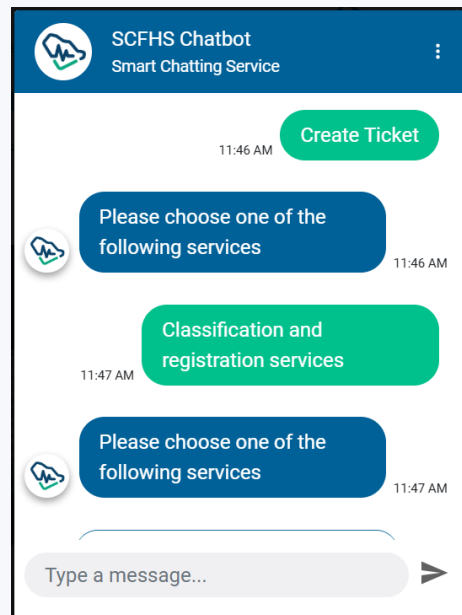 SCFHS Chatbot
Smart Chatting Service
Create Ticket
11:46 AM
Please choose one of the
following services
11:46 AM
Classification and
registration services
11:47 AM
Please choose one of the
following services
11:47 AM
Type a message...